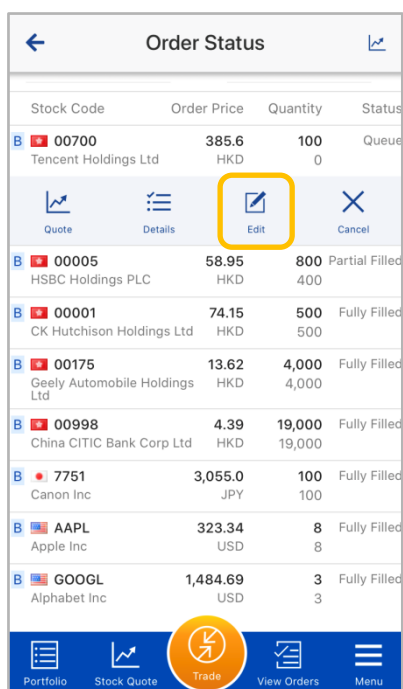 Order Status
Stock Code Order Price Quantity Status
B 00700 385.6 100 Queue
Tencent Holdings Ltd HKD 0
Quote Details Edit Cancel
B 00005 58.95 800 Partial Filled
HSBC Holdings PLC HKD 400
B 00001 74.15 500 Fully Filled
CK Hutchison Holdings Ltd HKD 500
B 00175 13.62 4,000 Fully Filled
Geely Automobile Holdings HKD 4,000
Ltd
B 00998 4.39 19,000 Fully Filled
China CITIC Bank Corp Ltd HKD 19,000
B 7751 3,055.0 100 Fully Filled
Canon Inc JPY 100
B AAPL 323.34 8 Fully Filled
Apple Inc USD 8
B GOOGL 1,484.69 3 Fully Filled
Alphabet Inc USD 3
Portfolio Stock Quote Trade View Orders Menu